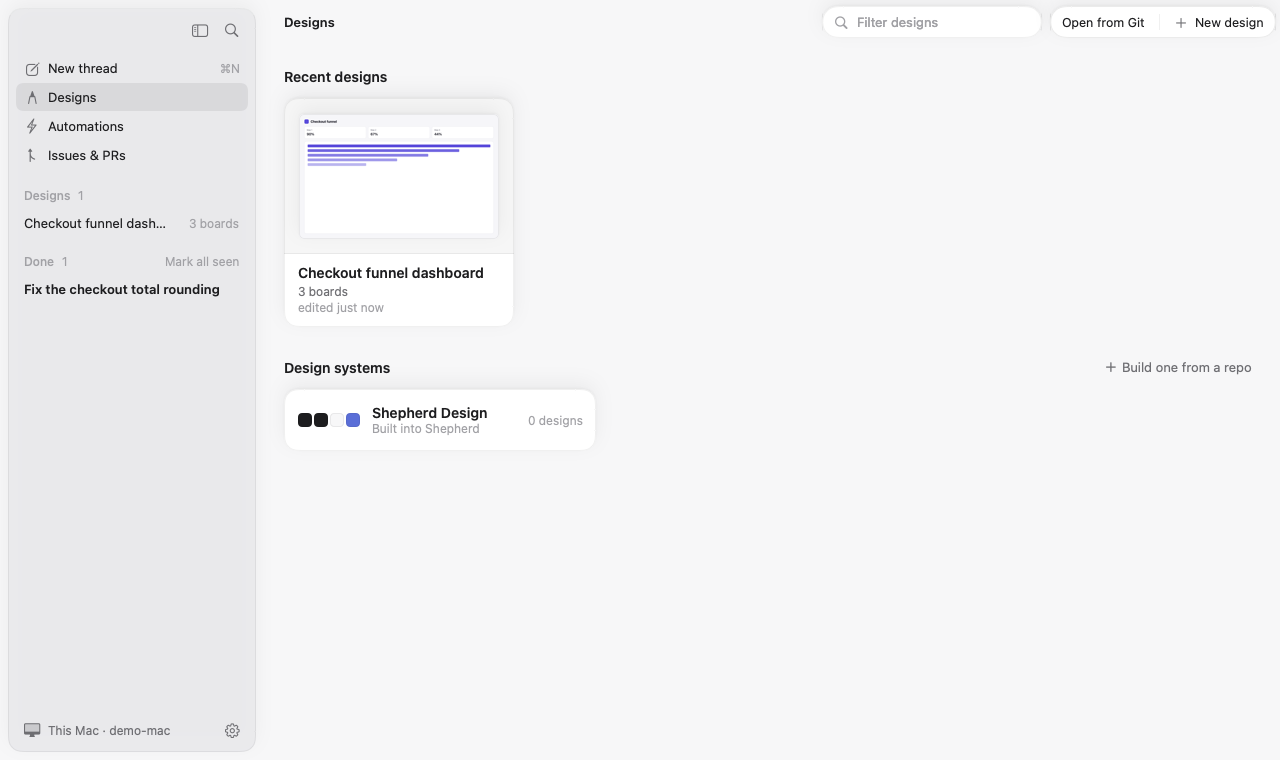 New thread ⌘N
Designs
Automations
Issues & PRs
Designs 1
Checkout funnel dash... 3 boards
Done 1 Mark all seen
Fix the checkout total rounding
This Mac · demo-mac
Designs
Filter designs
Open from Git
New design
Recent designs
Checkout funnel
Checkout funnel dashboard
3 boards
edited just now
Design systems
Build one from a repo
Shepherd Design
Built into Shepherd
0 designs